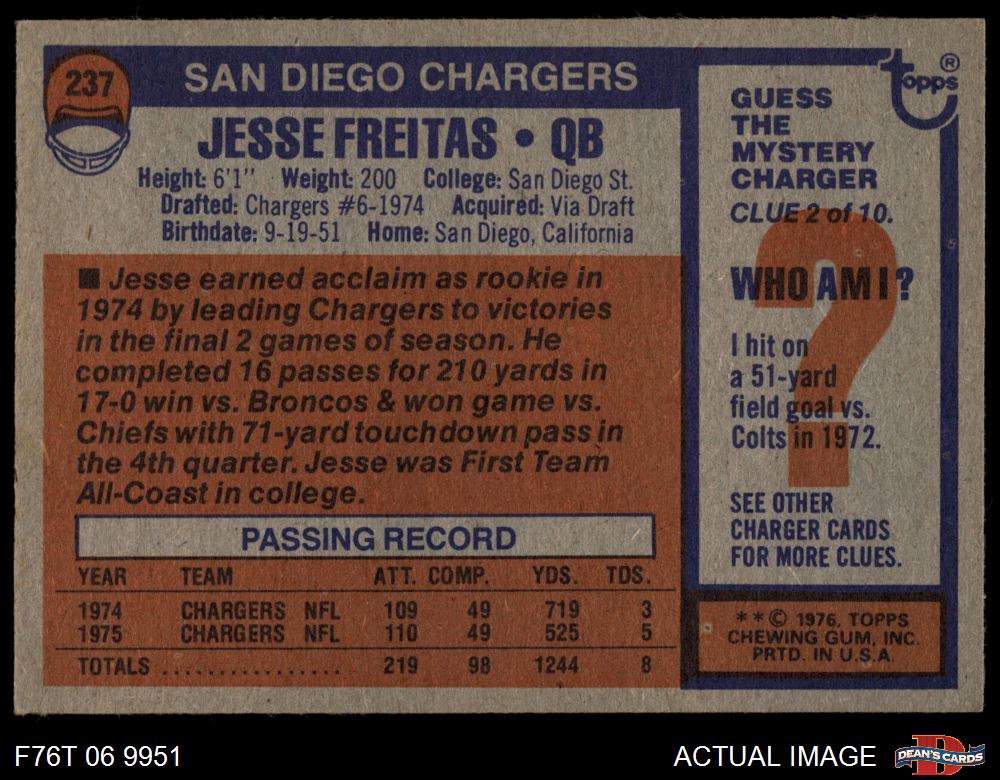 237
SAN DIEGO CHARGERS
JESSE FREITAS • QB
Height: 6'1" Weight: 200 College: San Diego St.
Drafted: Chargers #6-1974 Acquired: Via Draft
Birthdate: 9-19-51 Home: San Diego, California
■ Jesse earned acclaim as rookie in
1974 by leading Chargers to victories
in the final 2 games of season. He
completed 16 passes for 210 yards in
17-0 win vs. Broncos & won game vs.
Chiefs with 71-yard touchdown pass in
the 4th quarter. Jesse was First Team
All-Coast in college.
PASSING RECORD
YEAR TEAM ATT. COMP. YDS. TDS.
1974 CHARGERS NFL 109 49 719 3
1975 CHARGERS NFL 110 49 525 5
TOTALS ................ 219 98 1244 8
topps ®
GUESS
THE
MYSTERY
CHARGER
CLUE 2 of 10.
?
WHO AM I?
I hit on
a 51-yard
field goal vs.
Colts in 1972.
SEE OTHER
CHARGER CARDS
FOR MORE CLUES.
**© 1976, TOPPS
CHEWING GUM, INC.
PRTD. IN U.S.A.
F76T 06 9951
ACTUAL IMAGE
D
DEAN'S CARDS